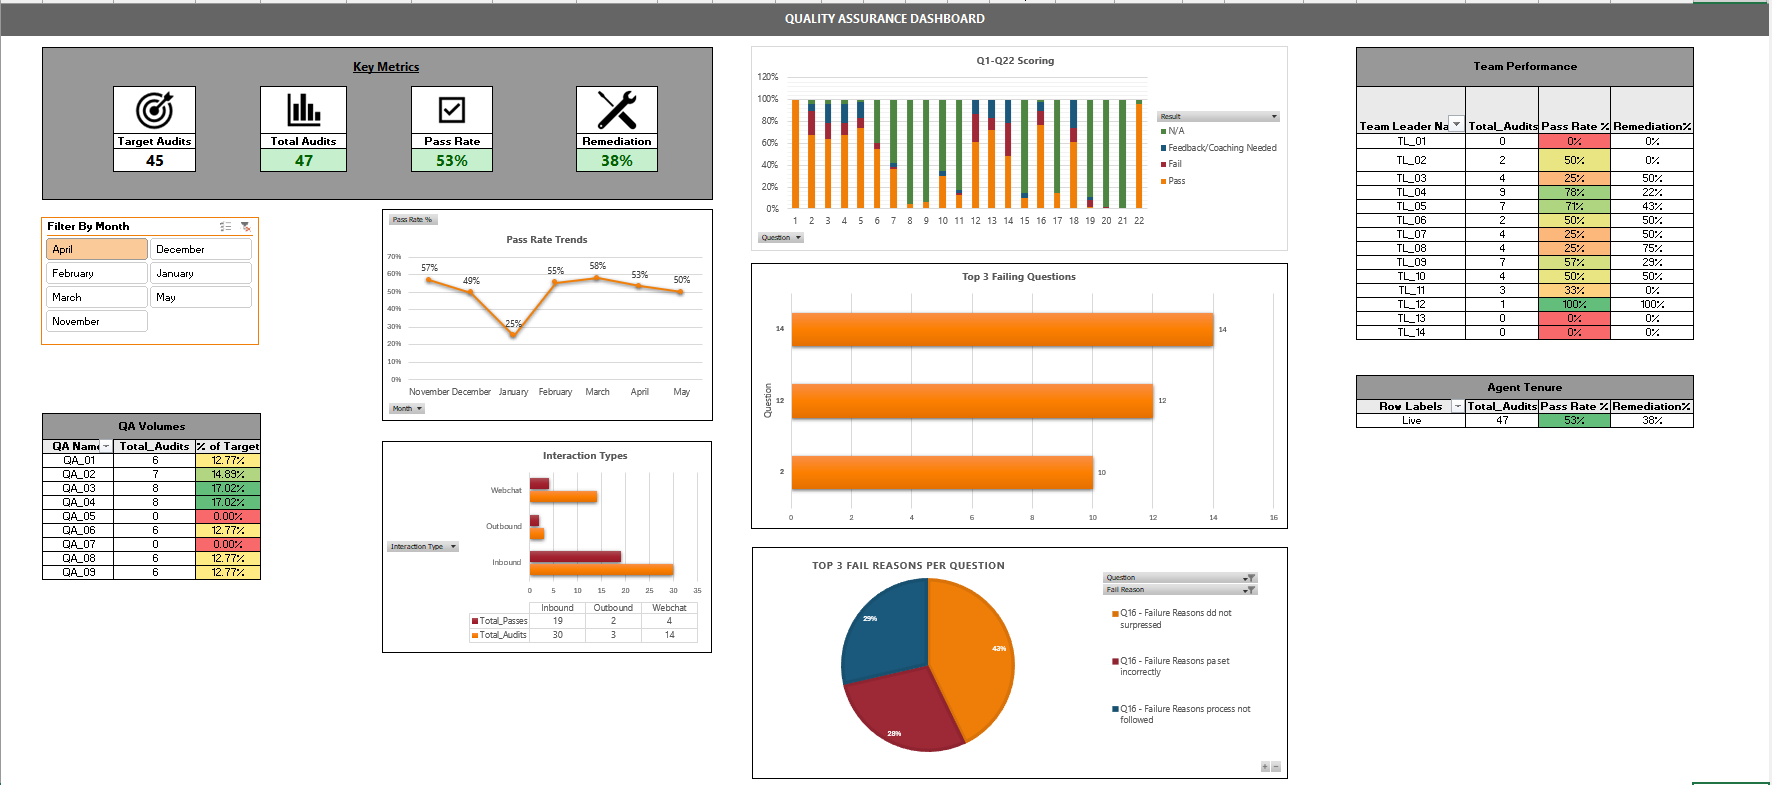 QUALITY ASSURANCE DASHBOARD
Key Metrics
Target Audits
45
Total Audits
47
Pass Rate
53%
Remediation
38%
Filter By Month
April
December
February
January
March
May
November
QA Volumes
QA Name Total_Audits % of Target
QA_01 6 12.77%
QA_02 7 14.89%
QA_03 8 17.02%
QA_04 8 17.02%
QA_05 0 0.00%
QA_06 6 12.77%
QA_07 0 0.00%
QA_08 6 12.77%
QA_09 6 12.77%
Pass Rate %
Pass Rate Trends
70%
60%
50%
40%
30%
20%
10%
0%
57% 49% 25% 55% 58% 53% 50%
November December January February March April May
Month
Interaction Types
Webchat
Outbound
Inbound
Interaction Type
0 5 10 15 20 25 30 35
Inbound Outbound Webchat
Total_Passes 19 2 4
Total_Audits 30 3 14
Q1-Q22 Scoring
120%
100%
80%
60%
40%
20%
0%
1 2 3 4 5 6 7 8 9 10 11 12 13 14 15 16 17 18 19 20 21 22
Question
Result
N/A
Feedback/Coaching Needed
Fail
Pass
Top 3 Failing Questions
Question
14 14
12 12
2 10
0 2 4 6 8 10 12 14 16
TOP 3 FAIL REASONS PER QUESTION
29%
43%
28%
Question
Fail Reason
Q16 - Failure Reasons dd not
surpressed
Q16 - Failure Reasons pa set
incorrectly
Q16 - Failure Reasons process not
followed
Team Performance
Team Leader Na Total_Audits Pass Rate % Remediation%
TL_01 0 0% 0%
TL_02 2 50% 0%
TL_03 4 25% 50%
TL_04 9 78% 22%
TL_05 7 71% 43%
TL_06 2 50% 50%
TL_07 4 25% 50%
TL_08 4 25% 75%
TL_09 7 57% 29%
TL_10 4 50% 50%
TL_11 3 33% 0%
TL_12 1 100% 100%
TL_13 0 0% 0%
TL_14 0 0% 0%
Agent Tenure
Row Labels Total_Audits Pass Rate % Remediation%
Live 47 53% 38%